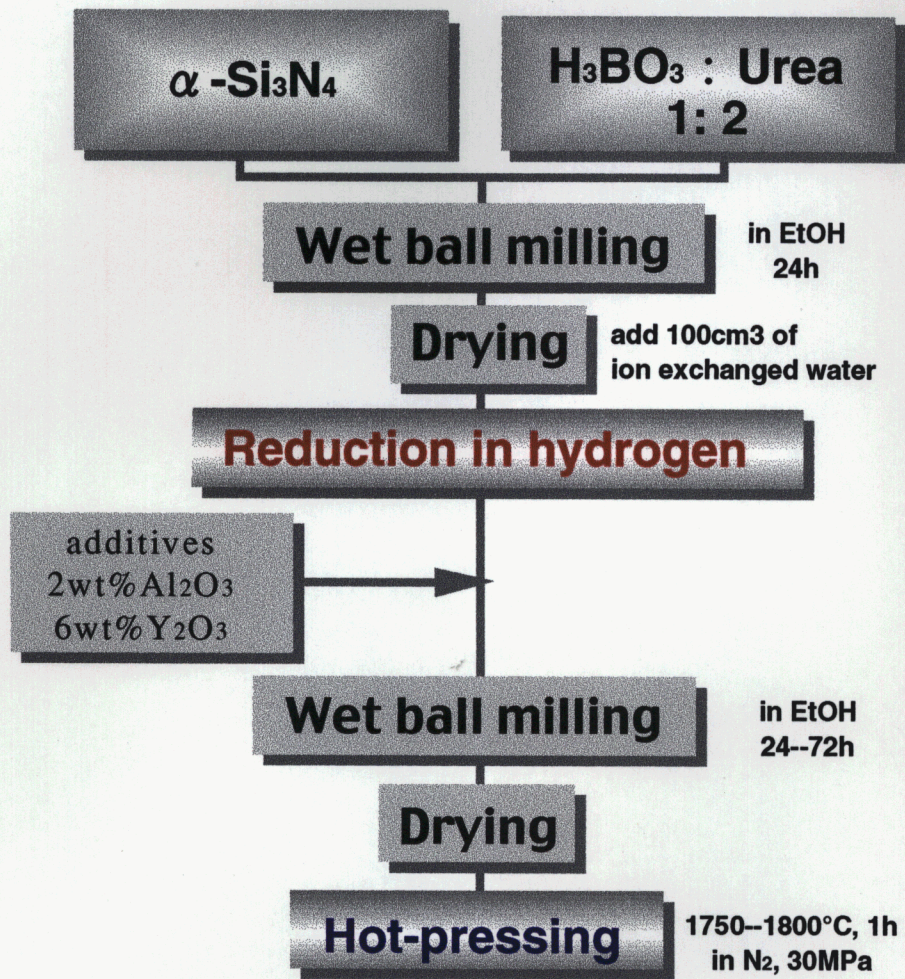 α-Si₃N₄
H₃BO₃ : Urea
1: 2
Wet ball milling
in EtOH
24h
Drying
add 100cm3 of
ion exchanged water
Reduction in hydrogen
additives
2wt%Al₂O₃
6wt%Y₂O₃
Wet ball milling
in EtOH
24--72h
Drying
Hot-pressing
1750--1800°C, 1h
in N₂, 30MPa